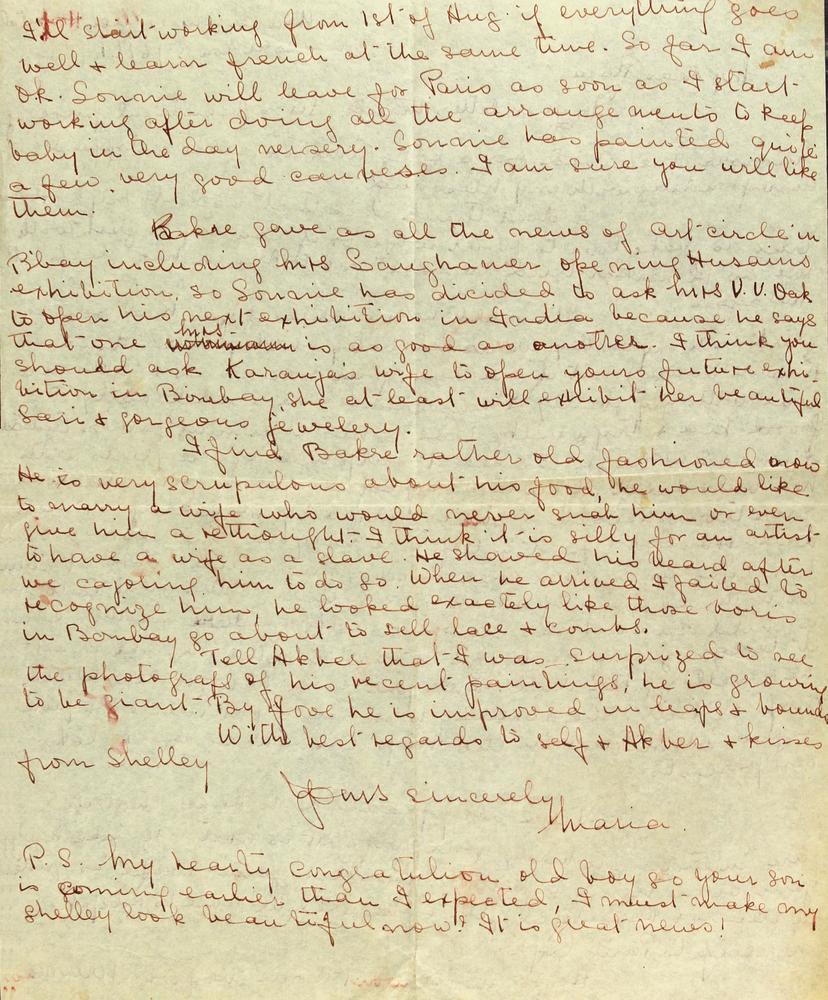 I'll start working from 1st of Aug. if everything goes
well & learn french at the same time. So far I am
Ok. Sonnie will leave for Paris as soon as I start
working after doing all the arrangements to keep
baby in the day nersery. Sonnie has painted quite
a few very good canveses. I am sure you will like
them.
Bakre gave as all the news of art circle in
B'bay including Mrs opening Husains
exhibition, so Sonnie has decided to ask Mrs V.V. Oak
to open his next exhibition in India because he says
that one Mrs. is as good as another. I think you
should ask Karanja's wife to open yours future exhi-
bition in Bombay, she at least will exhibit her beautiful
Sari & gorgeous jewelery.
I find Bakre rather old fashioned now
He is very scrupulous about his food, he would like
to marry a wife who would never snub him or even
give him a rethought. I think it is silly for an artist
to have a wife as a slave. He shaved his beard after
we cajoling him to do so. When he arrived I failed to
recognize him, he looked exactely like those boris
in Bombay go about to sell lace & combs.
Tell Akber that I was surprized to see
the photografs of his recent paintings, he is growing
to be giant. By Jove he is improved in leaps & bounds
With best regards to self & Akber & kisses
from Shelley
Yours sincerely
Maria.
P.S. My hearty congratulion old boy so your son
is coming earlier than I expected, I must make my
Shelley look beautiful now! It is great news!